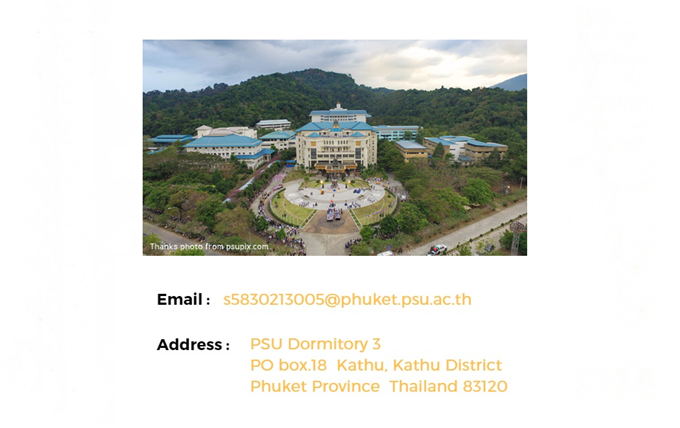 Thanks photo from psupix.com
Email : s5830213005@phuket.psu.ac.th
Address : PSU Dormitory 3
PO box.18 Kathu, Kathu District
Phuket Province Thailand 83120